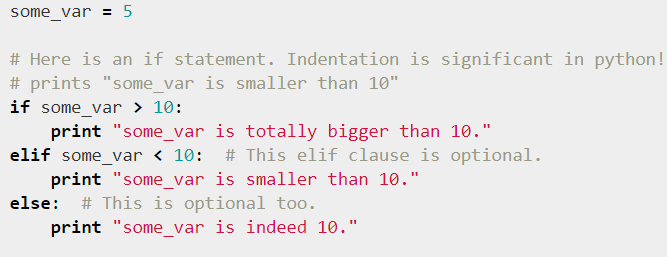 some_var = 5
# Here is an if statement. Indentation is significant in python!
# prints "some_var is smaller than 10"
if some_var > 10:
    print "some_var is totally bigger than 10."
elif some_var < 10:  # This elif clause is optional.
    print "some_var is smaller than 10."
else:  # This is optional too.
    print "some_var is indeed 10."